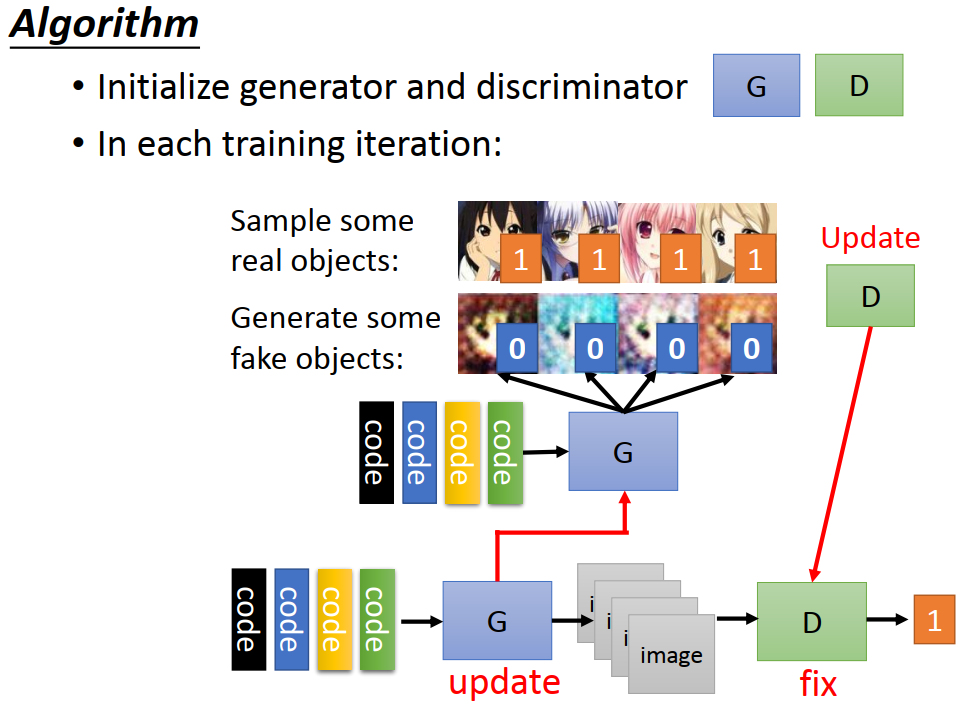 Algorithm
• Initialize generator and discriminator G D
• In each training iteration:
Sample some
real objects:
1 1 1 1
Update
D
Generate some
fake objects:
0 0 0 0
code code code code
G
code code code code
G
update
i
i
i
image
D
fix
1